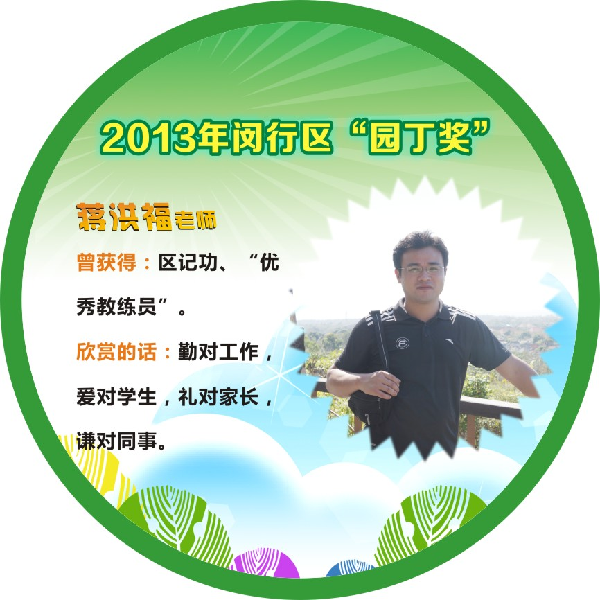 2013年闵行区“园丁奖”
蒋洪福老师
曾获得：区记功、“优
秀教练员”。
欣赏的话：勤对工作，
爱对学生，礼对家长，
谦对同事。